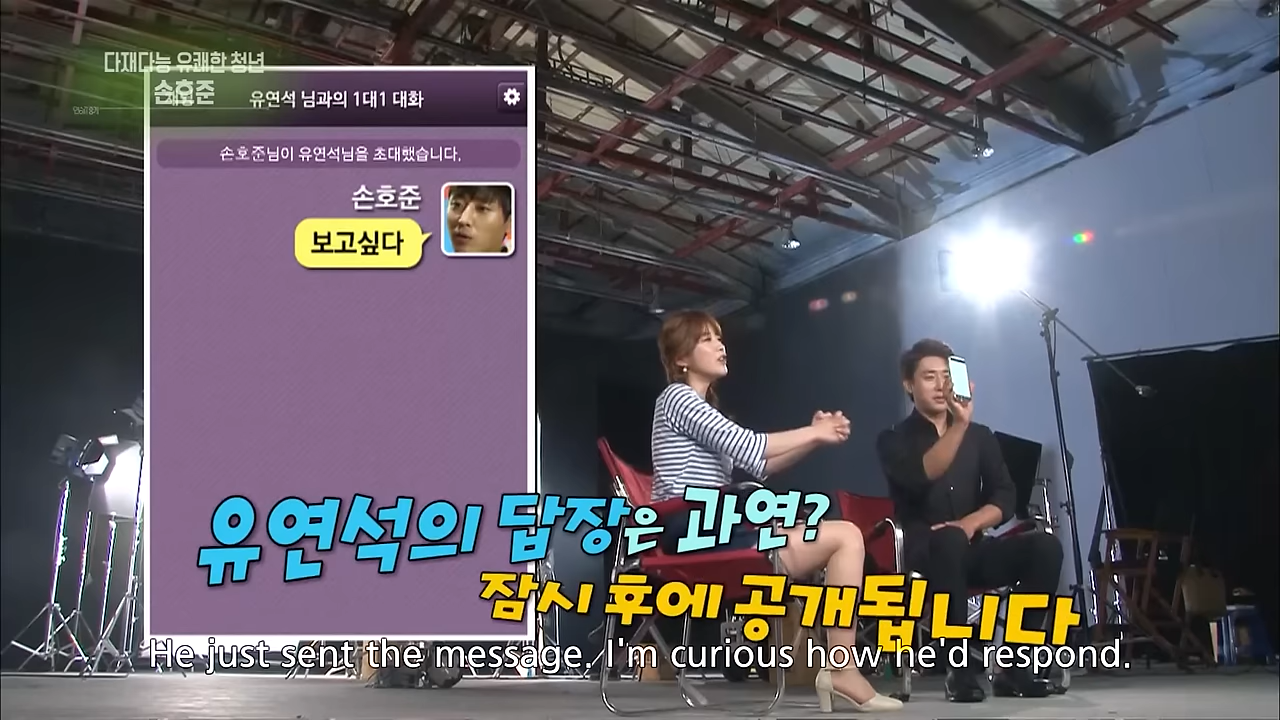 다재다능 유쾌한 청년
손호준
유연석 님과의 1대1 대화
손호준님이 유연석님을 초대했습니다.
손호준
보고싶다
유연석의 답장은 과연?
잠시 후에 공개됩니다
He just sent the message. I'm curious how he'd respond.